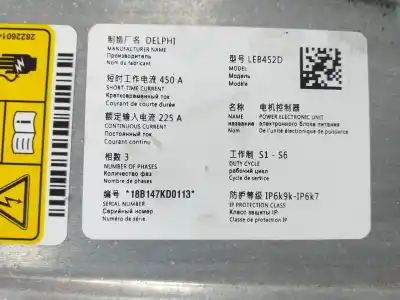 28226014
制造厂名 DELPHI
MANUFACTURER NAME
Производитель
Nom du fabricant
型号 LEB452D
MODEL
Модель
Modèle
短时工作电流 450 A
SHORT-TIME CURRENT
Кратковременном ток
Courant de courte durée
额定输入电流 225 A
CONTINUOUS CURRENT
Постоянный ток
Courant continu
名称 电机控制器
NAME POWER ELECTRONIC UNIT
название электронного блока питания
Nom de l'unité électronique de puissance
相数 3
NUMBER OF PHASES
Количество фаз
Nombre de phases
工作制 S1 - S6
DUTY CYCLE
рабочий цикл
Cycle de service
编号 *18B147KD0113*
SERIAL NUMBER
Серийный номер
Numéro de série.
防护等级 IP6k9k-IP6k7
IP PROTECTION CLASS
Класс защиты IP
Classe de protection IP